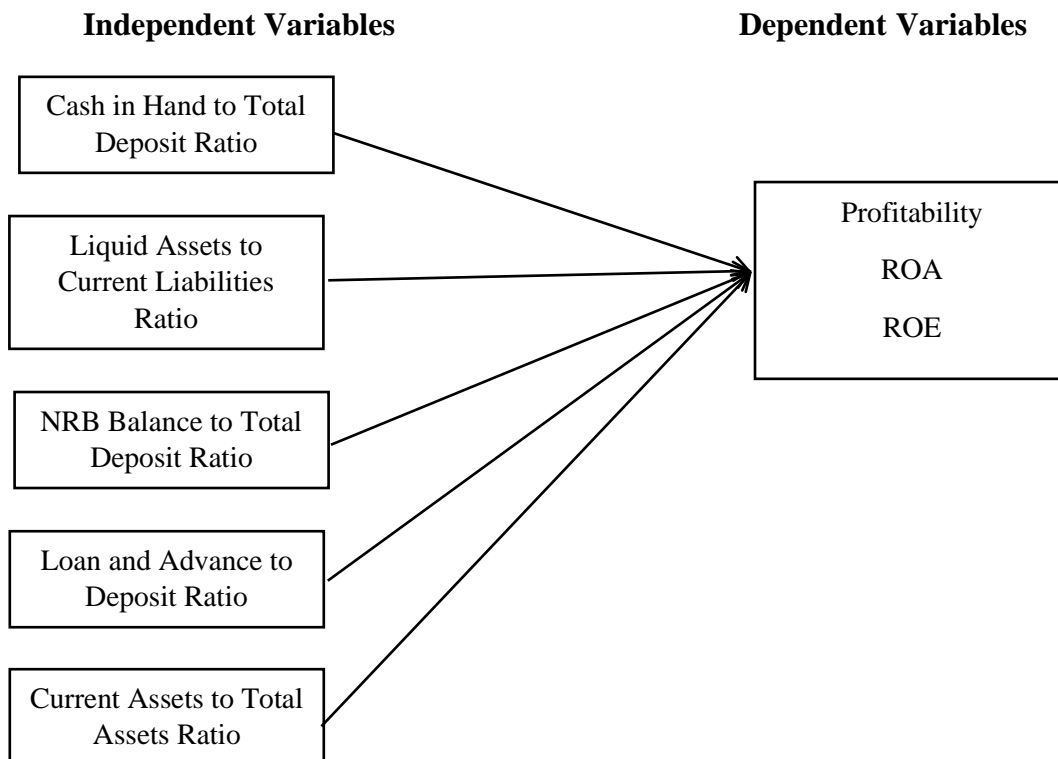 Independent Variables
Dependent Variables
Cash in Hand to Total
Deposit Ratio
Liquid Assets to
Current Liabilities
Ratio
NRB Balance to Total
Deposit Ratio
Loan and Advance to
Deposit Ratio
Current Assets to Total
Assets Ratio
Profitability
ROA
ROE